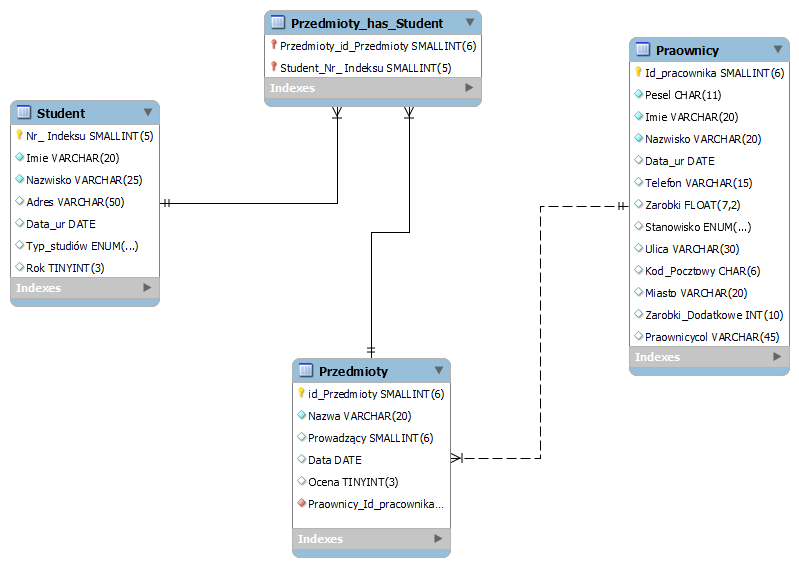 Przedmioty_has_Student
Przedmioty_id_Przedmioty SMALLINT(6)
Student_Nr_ Indeksu SMALLINT(5)
Indexes
Student
Nr_ Indeksu SMALLINT(5)
Imie VARCHAR(20)
Nazwisko VARCHAR(25)
Adres VARCHAR(50)
Data_ur DATE
Typ_studiów ENUM(...)
Rok TINYINT(3)
Indexes
Praownicy
Id_pracownika SMALLINT(6)
Pesel CHAR(11)
Imie VARCHAR(20)
Nazwisko VARCHAR(20)
Data_ur DATE
Telefon VARCHAR(15)
Zarobki FLOAT(7,2)
Stanowisko ENUM(...)
Ulica VARCHAR(30)
Kod_Pocztowy CHAR(6)
Miasto VARCHAR(20)
Zarobki_Dodatkowe INT(10)
Praownicycol VARCHAR(45)
Indexes
Przedmioty
id_Przedmioty SMALLINT(6)
Nazwa VARCHAR(20)
Prowadzący SMALLINT(6)
Data DATE
Ocena TINYINT(3)
Praownicy_Id_pracownika...
Indexes